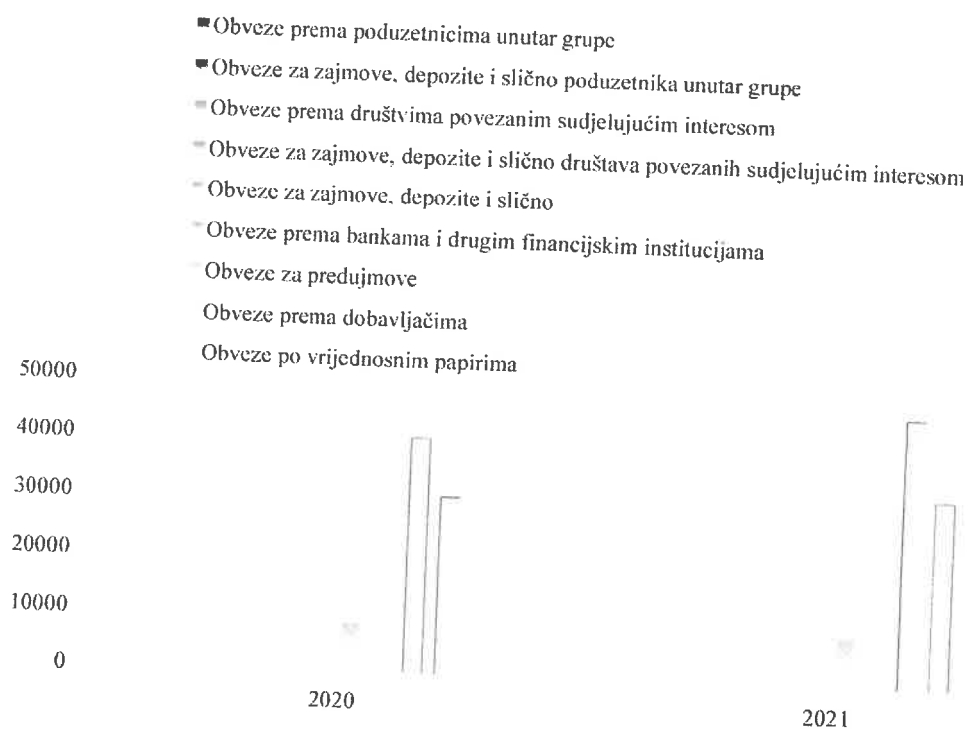 Obveze prema poduzetnicima unutar grupe
Obveze za zajmove, depozite i slično poduzetnika unutar grupe
Obveze prema društvima povezanim sudjelujućim interesom
Obveze za zajmove, depozite i slično društava povezanih sudjelujućim interesom
Obveze za zajmove, depozite i slično
Obveze prema bankama i drugim financijskim institucijama
Obveze za predujmove
Obveze prema dobavljačima
Obveze po vrijednosnim papirima
50000
40000
30000
20000
10000
0
2020
2021